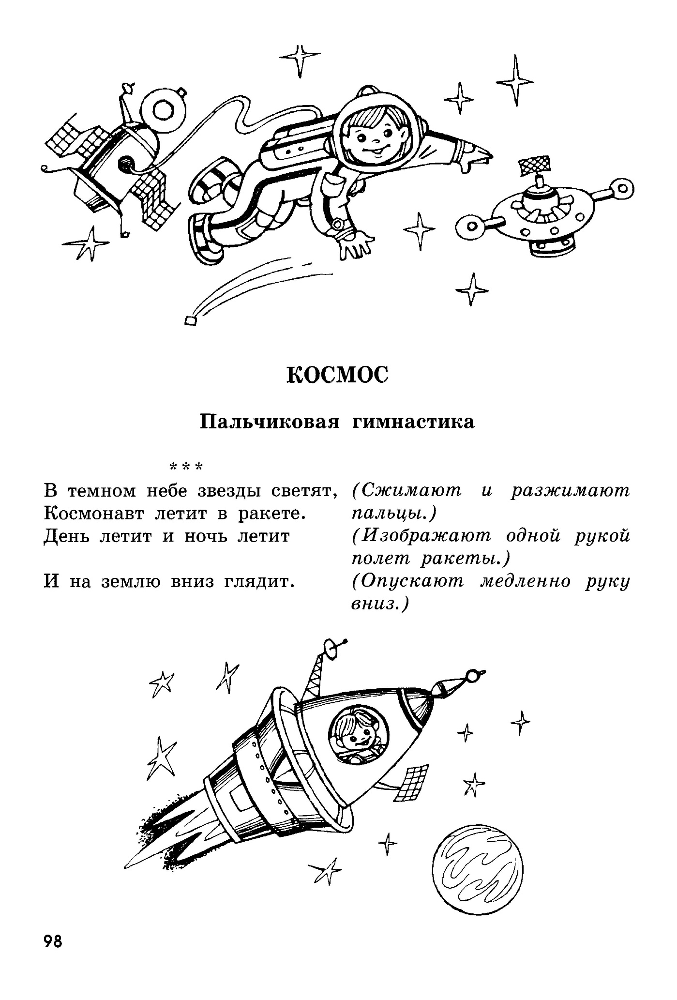 КОСМОС
Пальчиковая гимнастика
* * *
В темном небе звезды светят, (Сжимают и разжимают
Космонавт летит в ракете. пальцы.)
День летит и ночь летит (Изображают одной рукой
полет ракеты.)
И на землю вниз глядит. (Опускают медленно руку
вниз.)
98